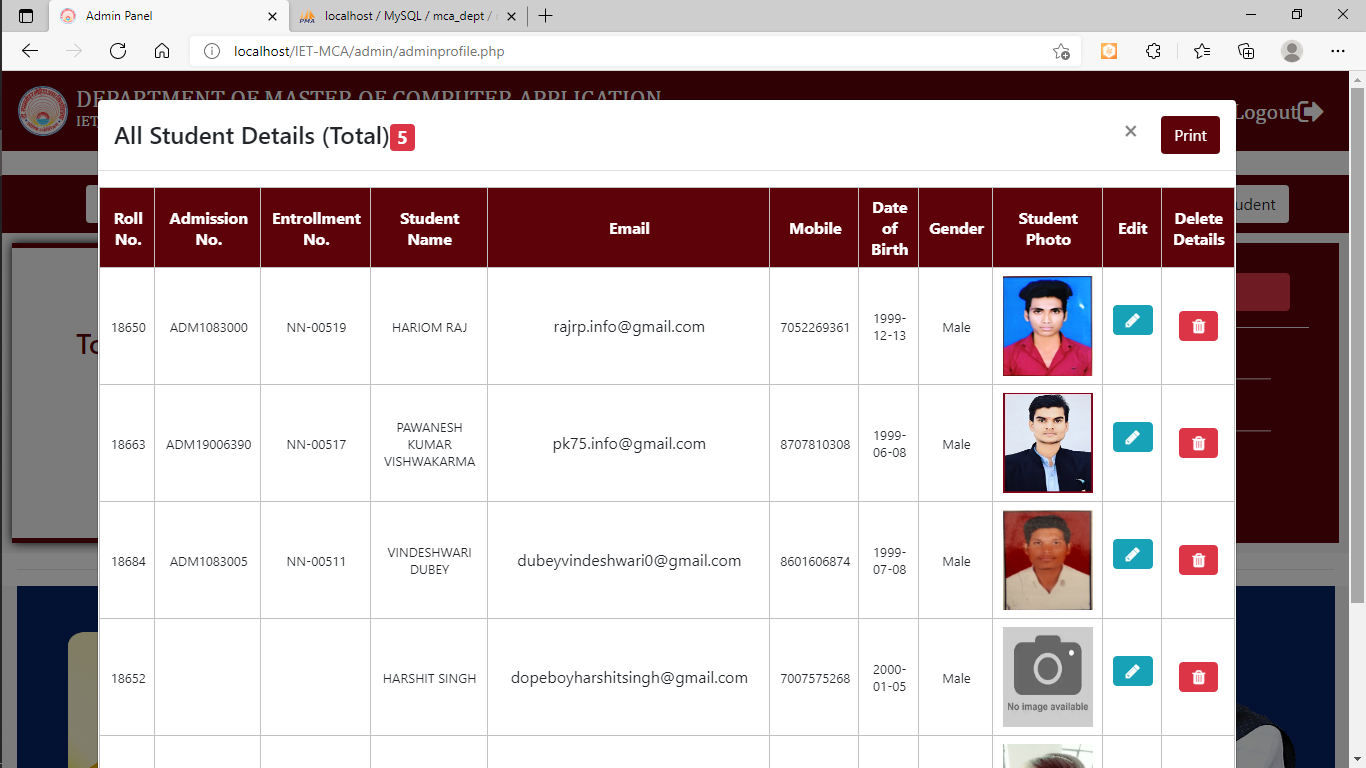 Admin Panel
localhost / MySQL / mca_dept /
localhost/IET-MCA/admin/adminprofile.php
DEPARTMENT OF MASTER OF COMPUTER APPLICATION
IET
Logout
All Student Details (Total) 5
× Print
udent
To
Roll No. Admission No. Entrollment No. Student Name Email Mobile Date of Birth Gender Student Photo Edit Delete Details
18650 ADM1083000 NN-00519 HARIOM RAJ rajrp.info@gmail.com 7052269361 1999-12-13 Male
18663 ADM19006390 NN-00517 PAWANESH KUMAR VISHWAKARMA pk75.info@gmail.com 8707810308 1999-06-08 Male
18684 ADM1083005 NN-00511 VINDESHWARI DUBEY dubeyvindeshwari0@gmail.com 8601606874 1999-07-08 Male
18652 HARSHIT SINGH dopeboyharshitsingh@gmail.com 7007575268 2000-01-05 Male No image available